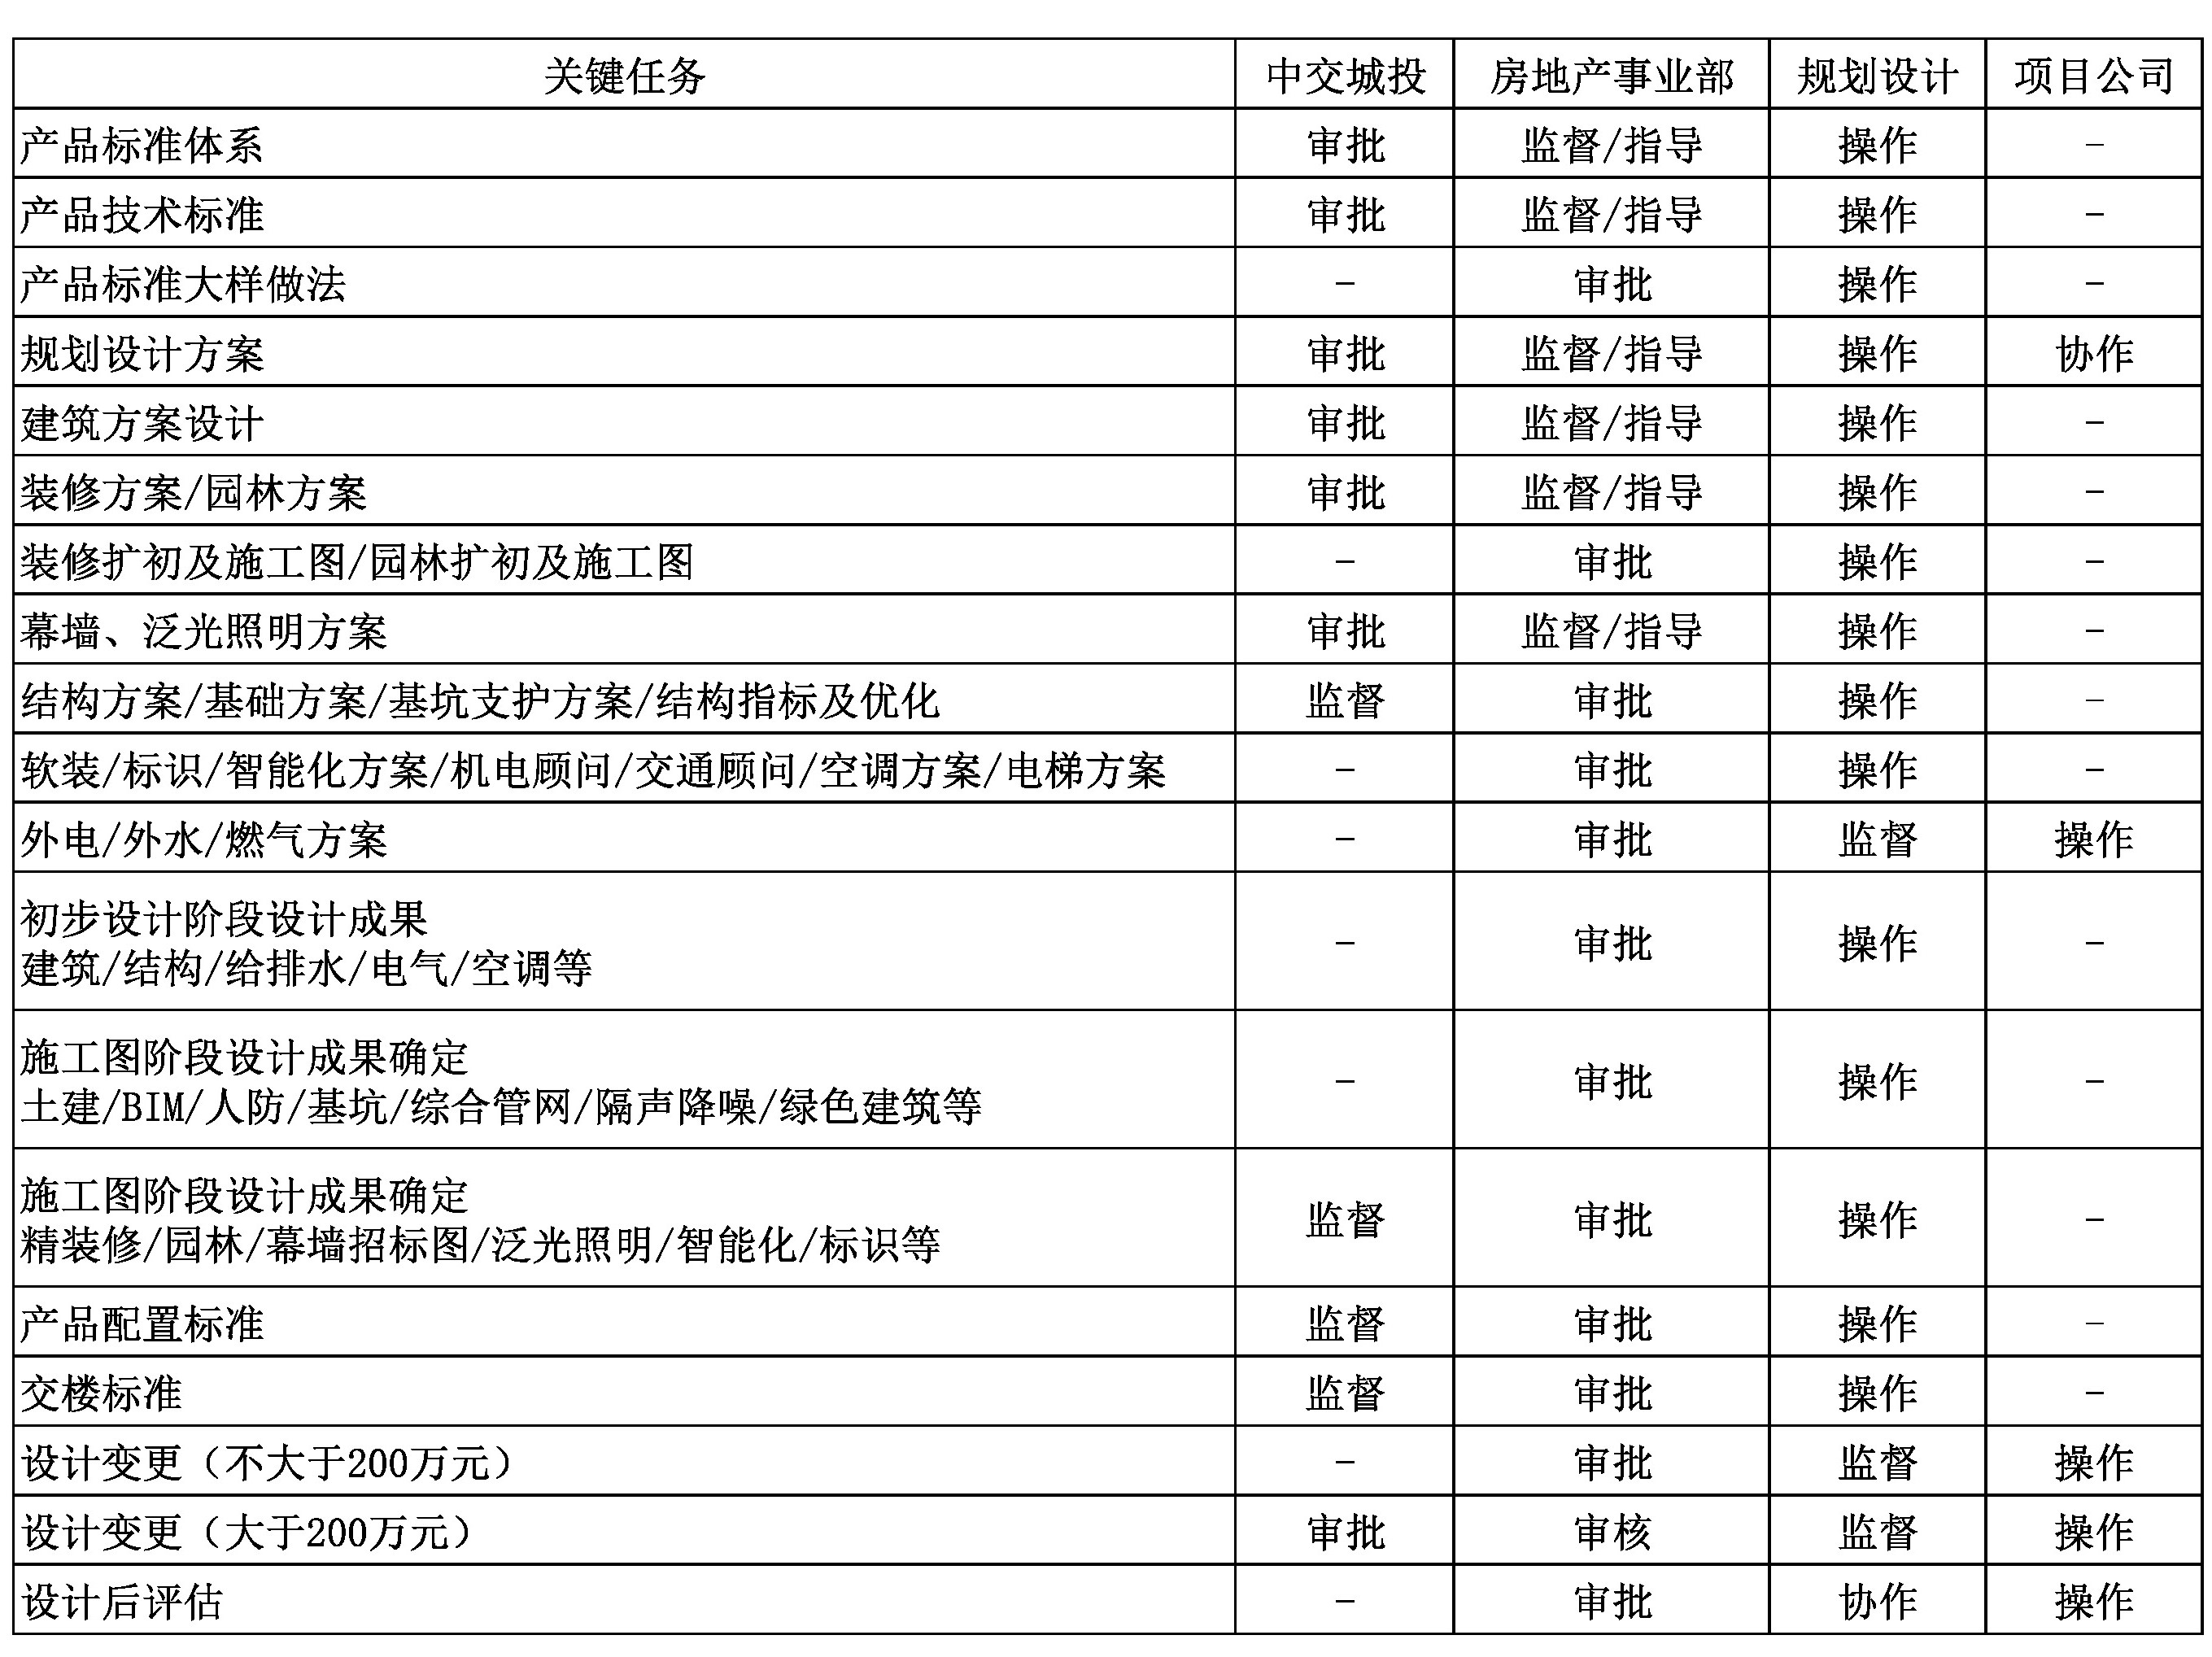 关键任务 中交城投 房地产事业部 规划设计 项目公司
产品标准体系 审批 监督/指导 操作 -
产品技术标准 审批 监督/指导 操作 -
产品标准大样做法 - 审批 操作 -
规划设计方案 审批 监督/指导 操作 协作
建筑方案设计 审批 监督/指导 操作 -
装修方案/园林方案 审批 监督/指导 操作 -
装修扩初及施工图/园林扩初及施工图 - 审批 操作 -
幕墙、泛光照明方案 审批 监督/指导 操作 -
结构方案/基础方案/基坑支护方案/结构指标及优化 监督 审批 操作 -
软装/标识/智能化方案/机电顾问/交通顾问/空调方案/电梯方案 - 审批 操作 -
外电/外水/燃气方案 - 审批 监督 操作
初步设计阶段设计成果
建筑/结构/给排水/电气/空调等 - 审批 操作 -
施工图阶段设计成果确定
土建/BIM/人防/基坑/综合管网/隔声降噪/绿色建筑等 - 审批 操作 -
施工图阶段设计成果确定
精装修/园林/幕墙招标图/泛光照明/智能化/标识等 监督 审批 操作 -
产品配置标准 监督 审批 操作 -
交楼标准 监督 审批 操作 -
设计变更（不大于200万元） - 审批 监督 操作
设计变更（大于200万元） 审批 审核 监督 操作
设计后评估 - 审批 协作 操作